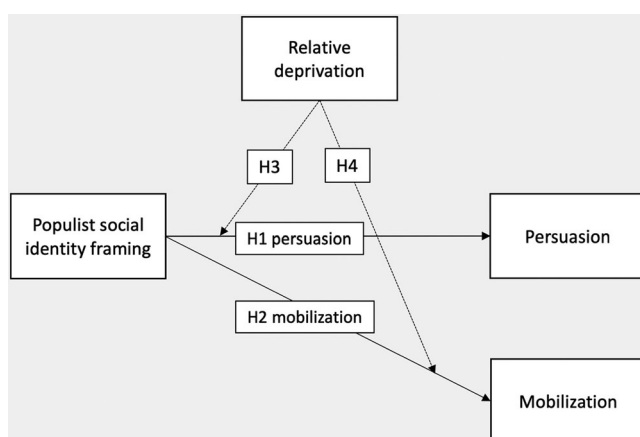 Relative
deprivation
H3
H4
Populist social
identity framing
H1 persuasion
Persuasion
H2 mobilization
Mobilization